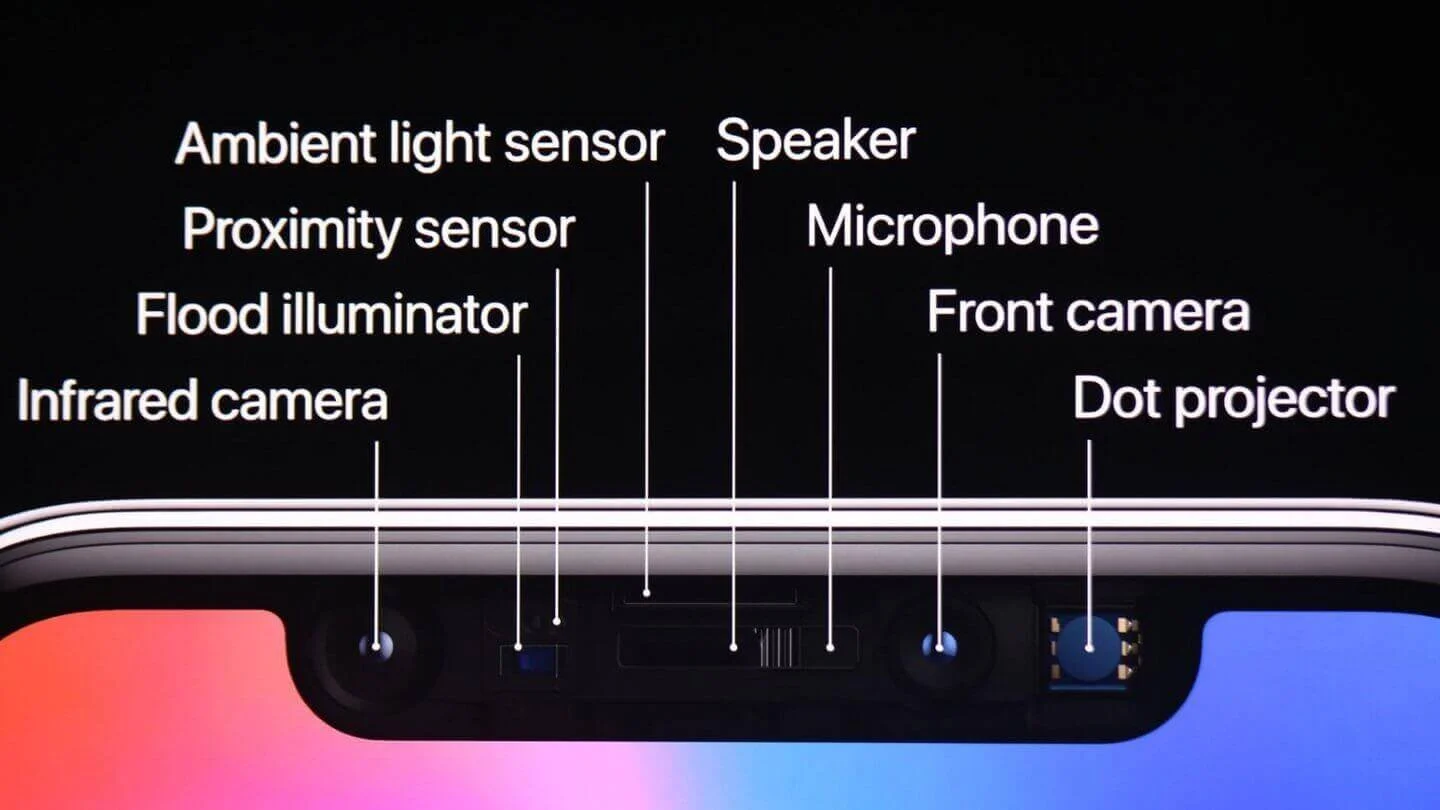 Ambient light sensor
Speaker
Proximity sensor
Microphone
Flood illuminator
Front camera
Infrared camera
Dot projector